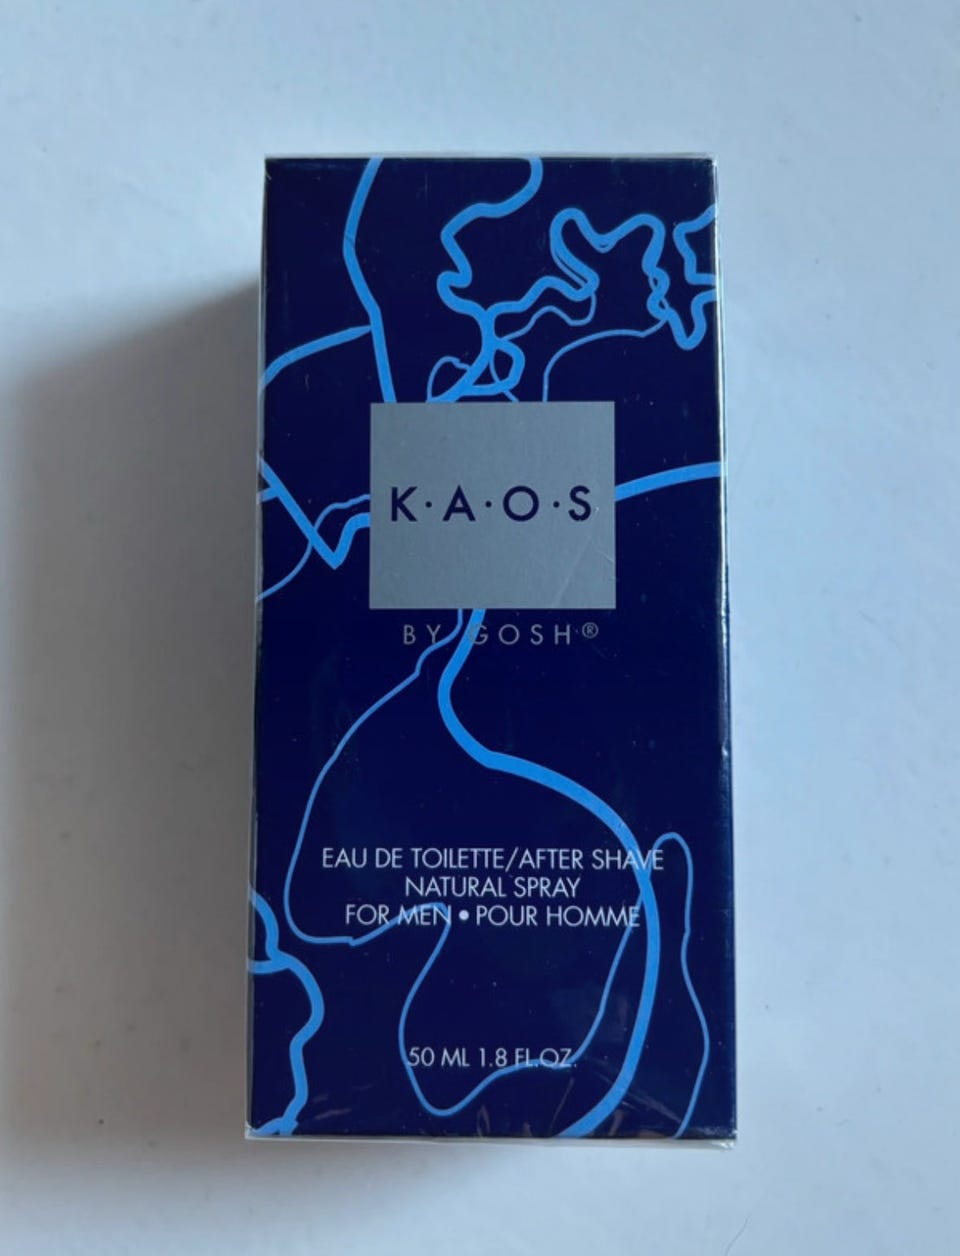 K·A·O·S
BY GOSH®
EAU DE TOILETTE/AFTER SHAVE
NATURAL SPRAY
FOR MEN • POUR HOMME
50 ML 1.8 FL.OZ.